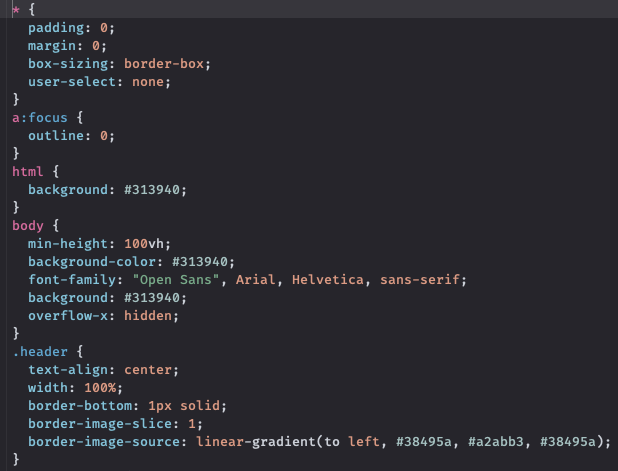 * {
  padding: 0;
  margin: 0;
  box-sizing: border-box;
  user-select: none;
}
a:focus {
  outline: 0;
}
html {
  background: #313940;
}
body {
  min-height: 100vh;
  background-color: #313940;
  font-family: "Open Sans", Arial, Helvetica, sans-serif;
  background: #313940;
  overflow-x: hidden;
}
.header {
  text-align: center;
  width: 100%;
  border-bottom: 1px solid;
  border-image-slice: 1;
  border-image-source: linear-gradient(to left, #38495a, #a2abb3, #38495a);
}